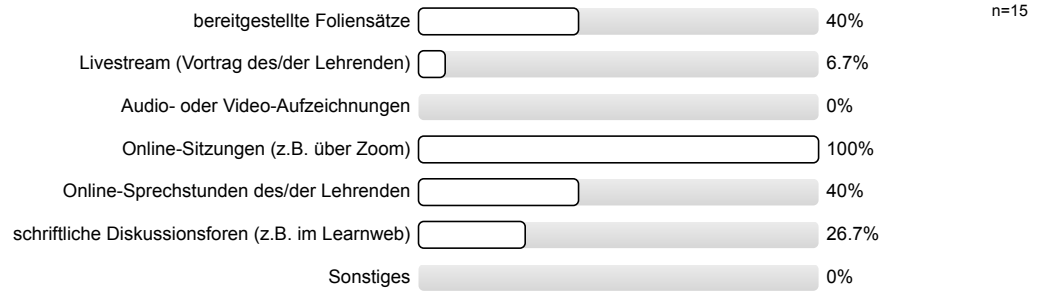 bereitgestellte Foliensätze 40% n=15
Livestream (Vortrag des/der Lehrenden) 6.7%
Audio- oder Video-Aufzeichnungen 0%
Online-Sitzungen (z.B. über Zoom) 100%
Online-Sprechstunden des/der Lehrenden 40%
schriftliche Diskussionsforen (z.B. im Learnweb) 26.7%
Sonstiges 0%